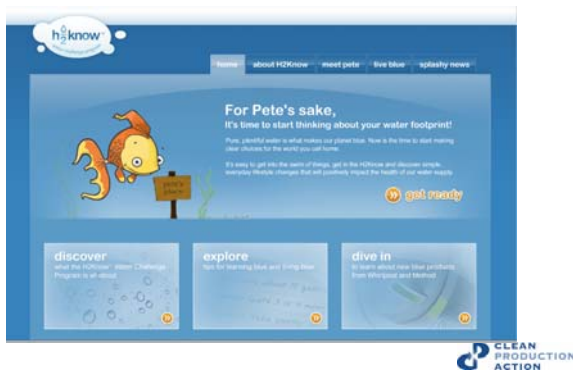 h2know
home about H2Know meet pete live blue splashy news
For Pete's sake,
It's time to start thinking about your water footprint!
Pure, plentiful water is what makes our planet blue. Now is the time to start making
clear choices for the world you call home.
It's easy to get into the swim of things, get in the H2Know and discover simple,
everyday lifestyle changes that will positively impact the health of our water supply.
pete's
place
get ready
discover
what the H2Know™ Water Challenge
Program is all about
explore
tips for learning blue and living blue
dive in
to learn about new blue products
from Whirlpool and Method
CLEAN
PRODUCTION
ACTION